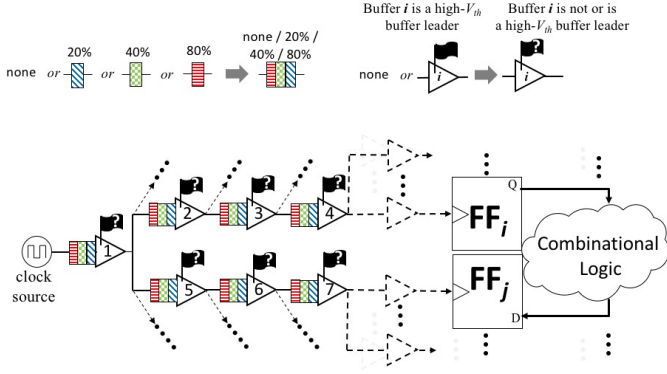 Buffer i is a high-Vth buffer leader
Buffer i is not or is a high-Vth buffer leader
none or 20% or 40% or 80%
none / 20% / 40% / 80%
none or i
? i
?
1
? ? ?
2 3 4
? ? ?
5 6 7
clock source
FFi
Q
FFj
D
Combinational Logic